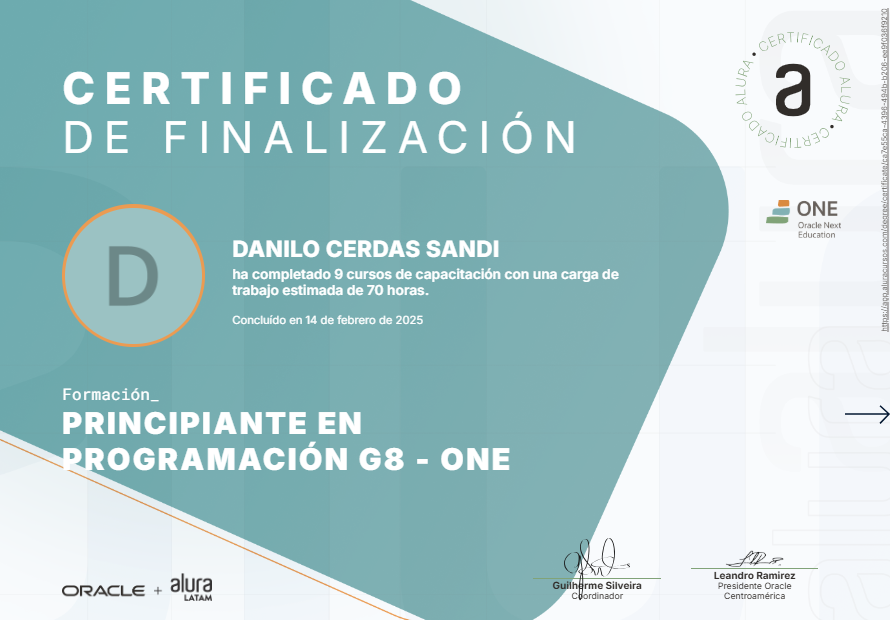 CERTIFICADO
DE FINALIZACIÓN
CERTIFICADO ALURA • CERTIFICADO ALURA •
a
ONE
Oracle Next
Education
D
DANILO CERDAS SANDI
ha completado 9 cursos de capacitación con una carga de
trabajo estimada de 70 horas.
Concluído en 14 de febrero de 2025
Formación_
PRINCIPIANTE EN
PROGRAMACIÓN G8 - ONE
ORACLE + alura
LATAM
Guilherme Silveira
Coordinador
Leandro Ramirez
Presidente Oracle
Centroamérica